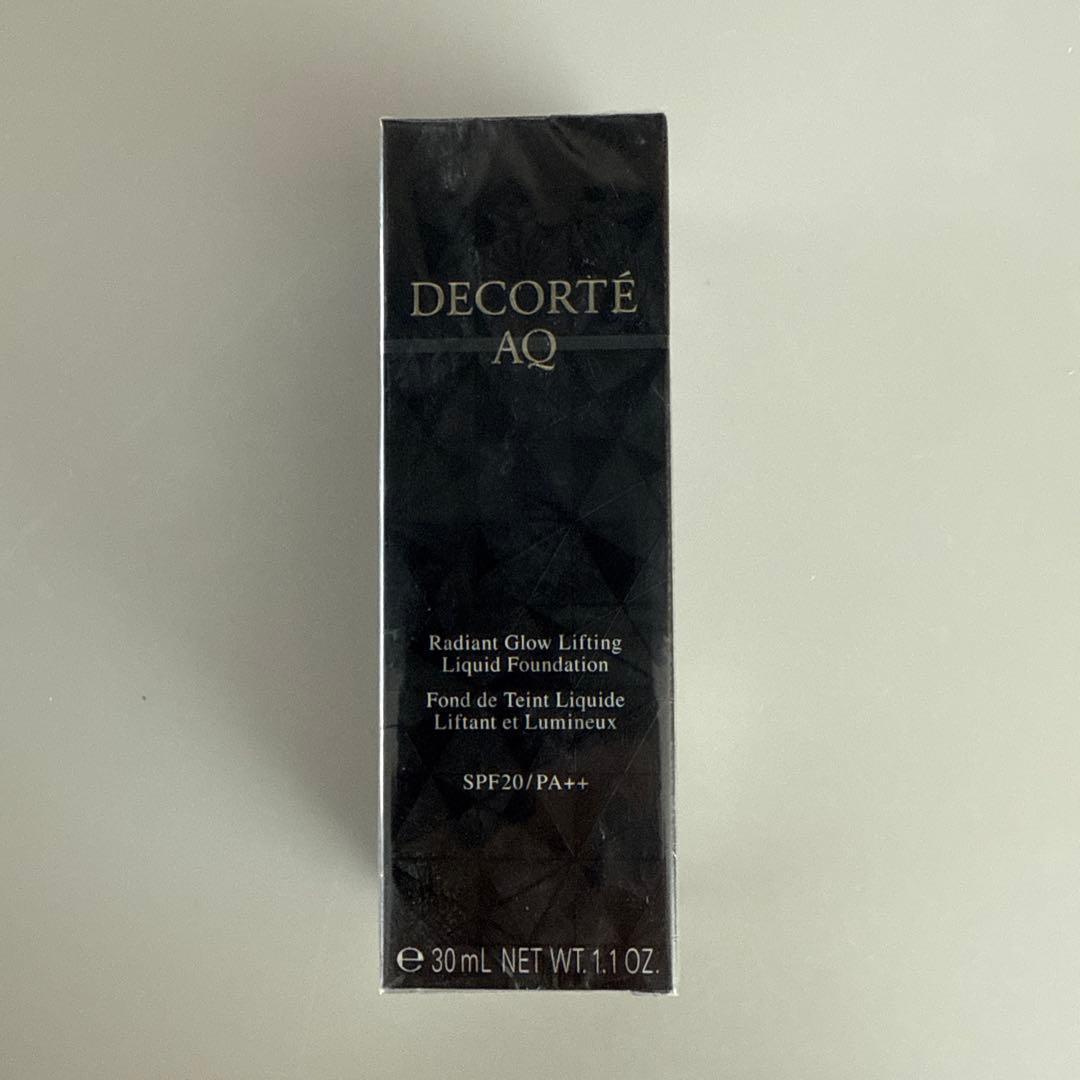 DECORTÉ
AQ
Radiant Glow Lifting
Liquid Foundation
Fond de Teint Liquide
Liftant et Lumineux
SPF20/PA++
℮ 30 mL NET WT. 1.1 OZ.